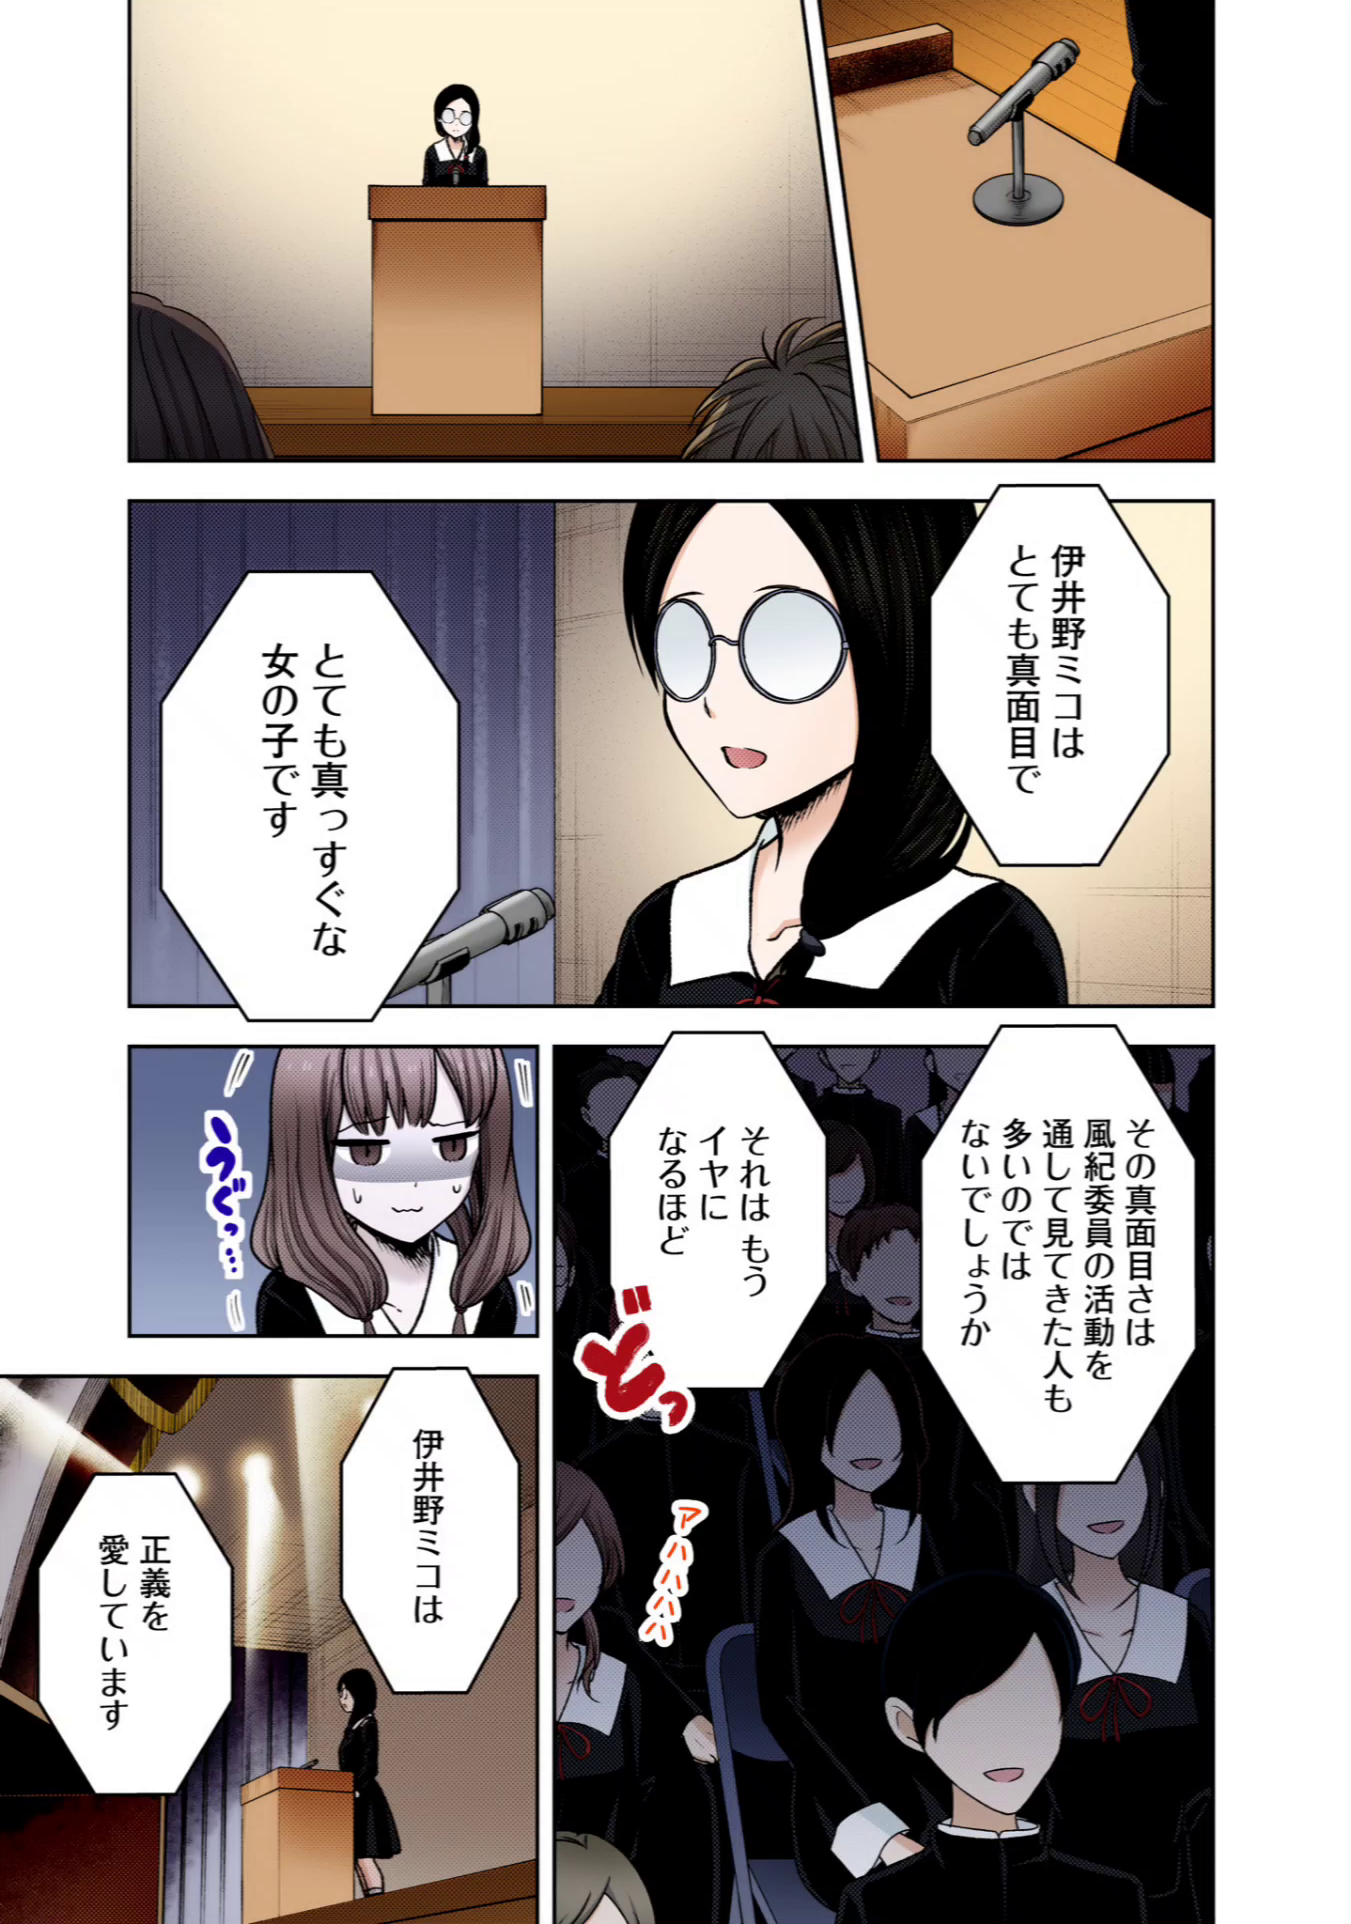 伊井野ミコは
とても真面目で
とても真っすぐな
女の子です
その真面目さは
風紀委員の活動を
通して見てきた人も
多いのでは
ないでしょうか
それは もう
イヤに
なるほど
どっ
アハハハハ
うぐっ…
伊井野ミコは
正義を
愛しています